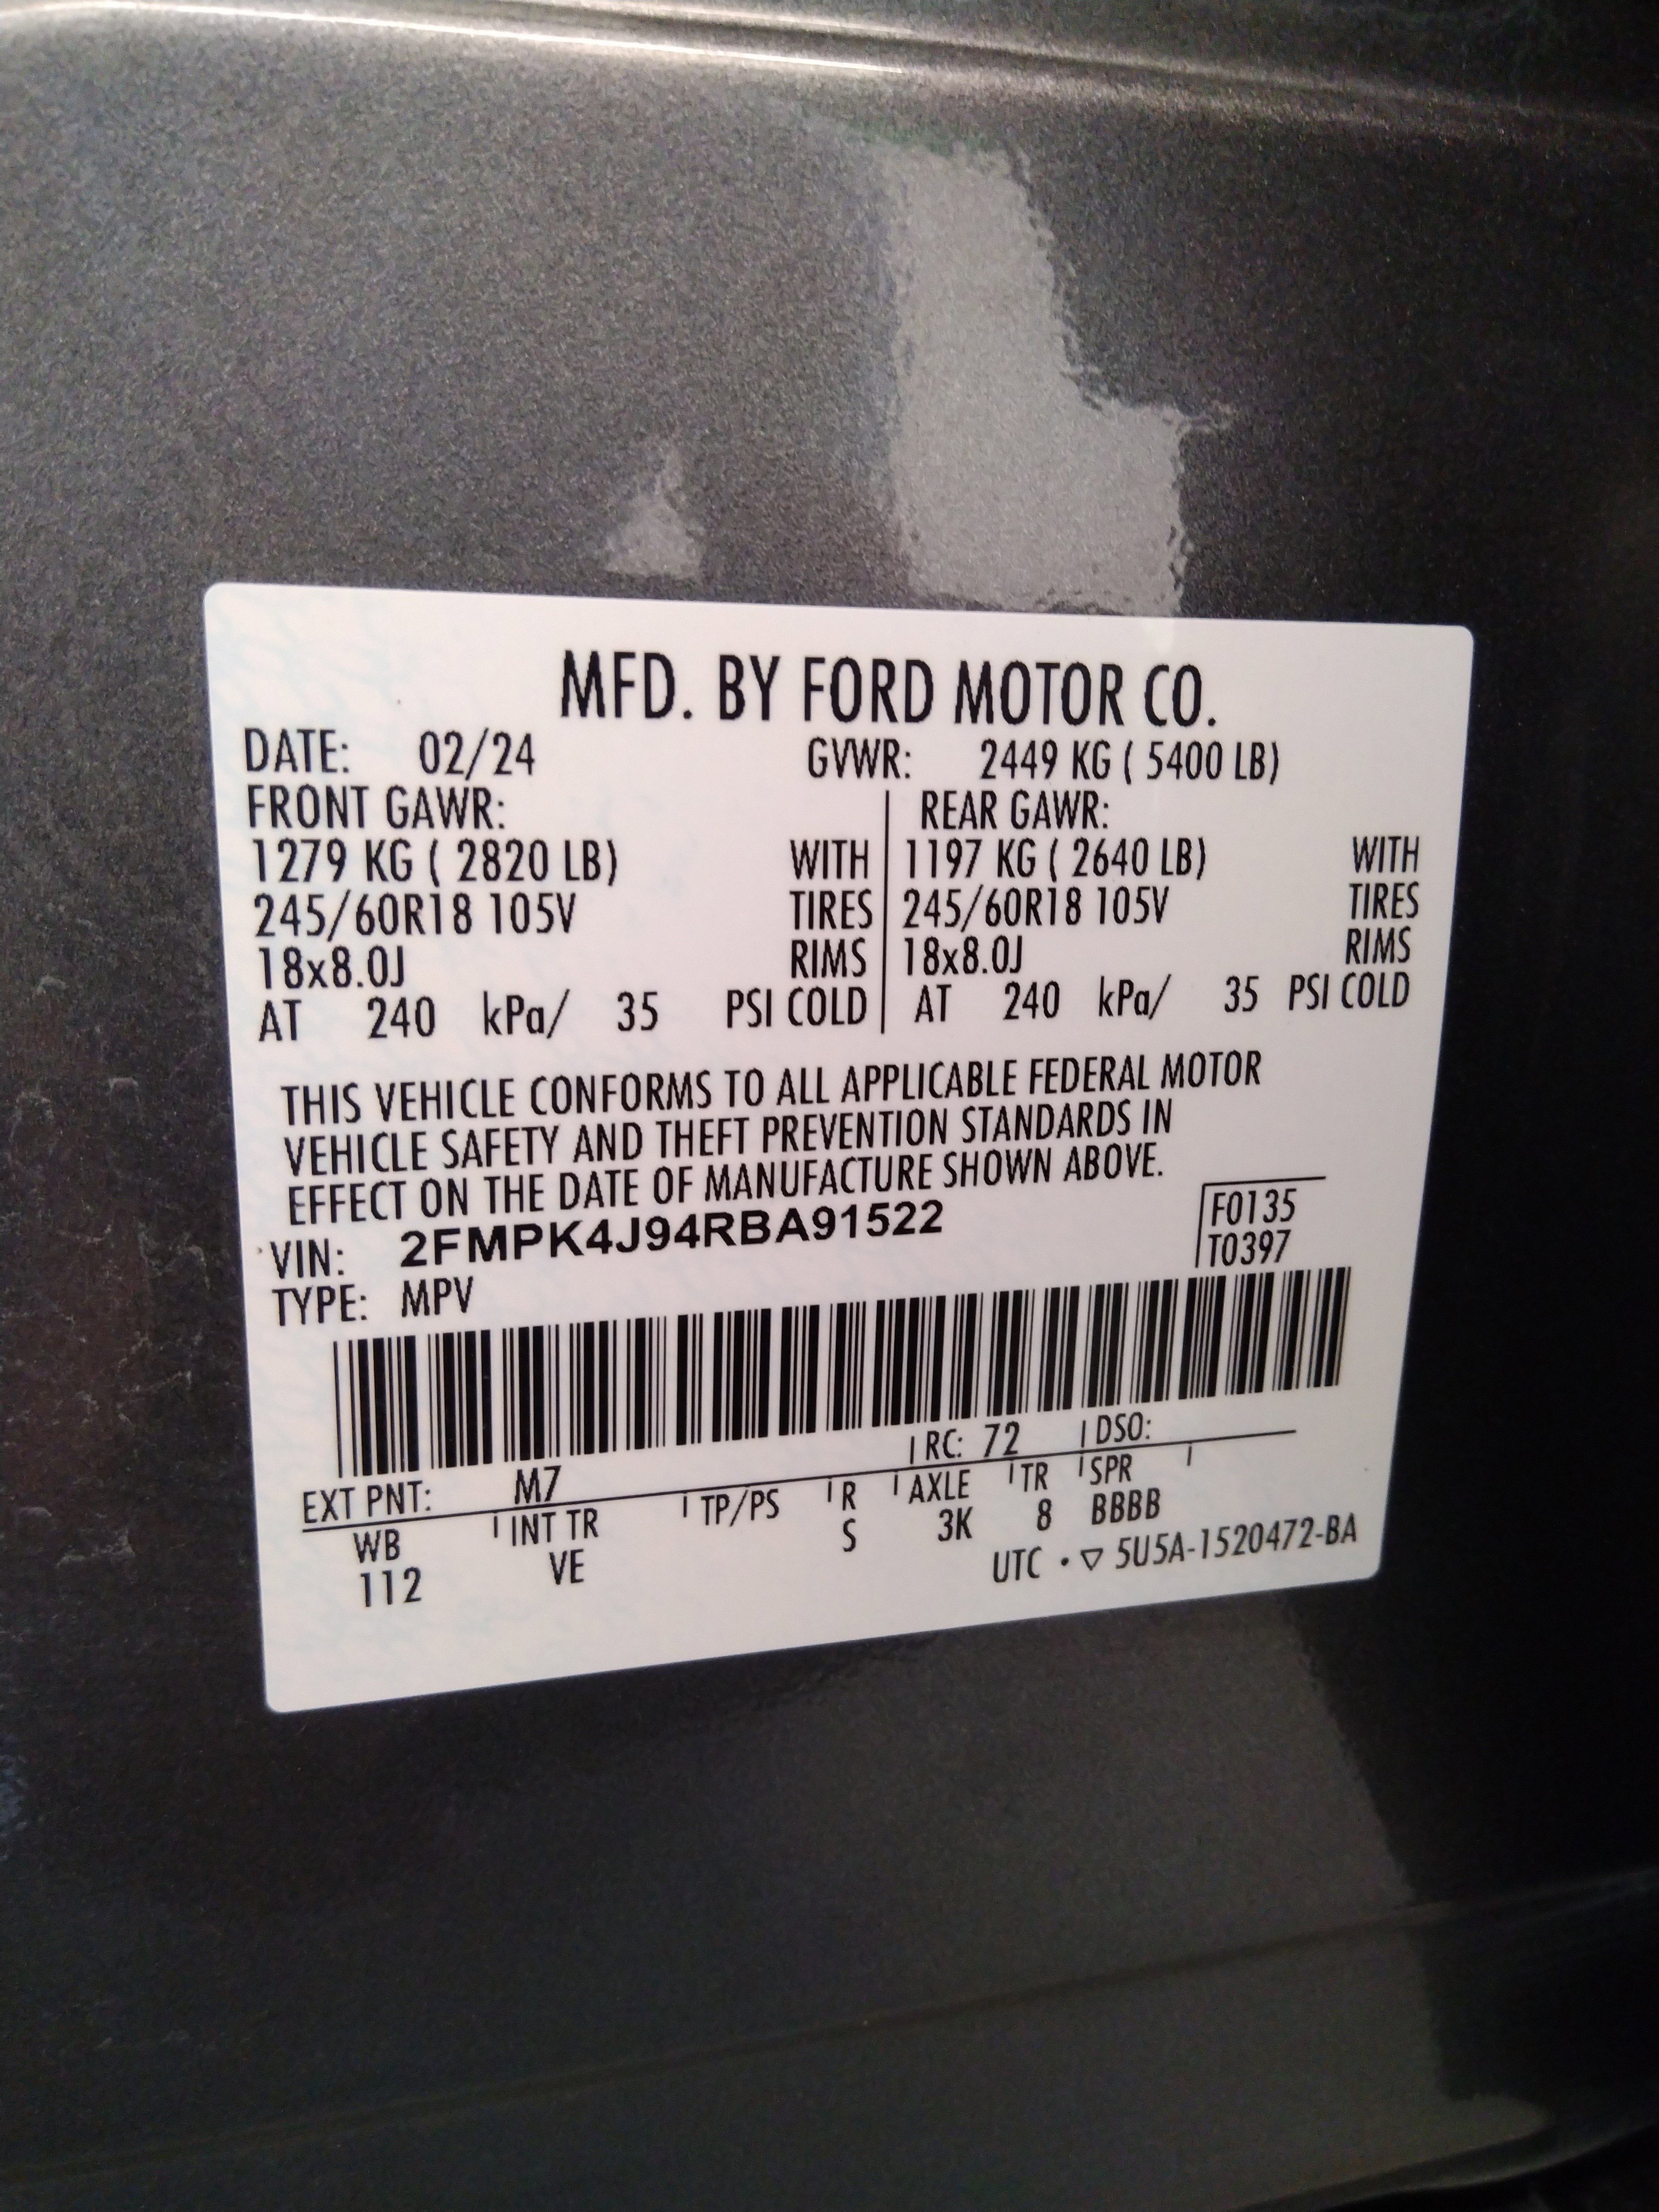 MFD. BY FORD MOTOR CO.
DATE: 02/24 GVWR: 2449 KG ( 5400 LB)
FRONT GAWR: REAR GAWR:
1279 KG ( 2820 LB) WITH 1197 KG ( 2640 LB) WITH
245/60R18 105V TIRES 245/60R18 105V TIRES
18x8.0J RIMS 18x8.0J RIMS
AT 240 kPa/ 35 PSI COLD AT 240 kPa/ 35 PSI COLD
THIS VEHICLE CONFORMS TO ALL APPLICABLE FEDERAL MOTOR
VEHICLE SAFETY AND THEFT PREVENTION STANDARDS IN
EFFECT ON THE DATE OF MANUFACTURE SHOWN ABOVE.
VIN: 2FMPK4J94RBA91522 F0135
TYPE: MPV T0397
EXT PNT: M7 RC: 72 DSO:
WB INT TR TP/PS R AXLE TR SPR
112 VE S 3K 8 BBBB
UTC • ▽ 5U5A-1520472-BA